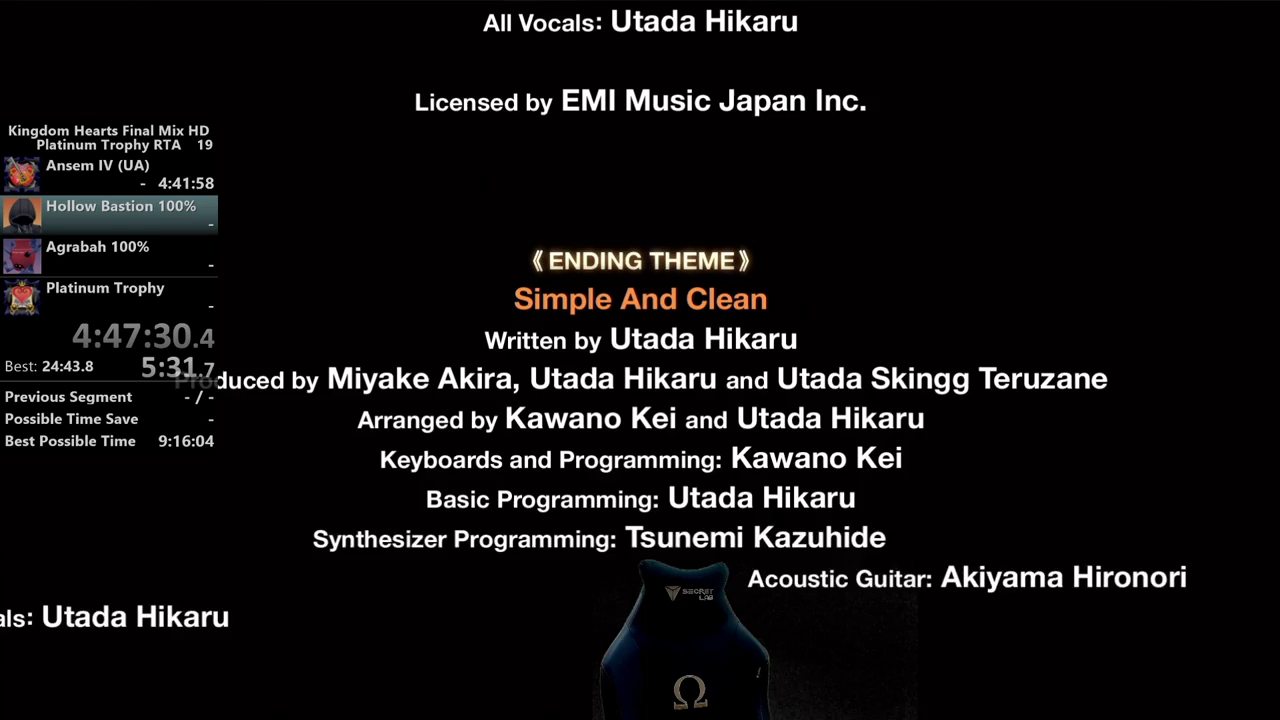 All Vocals: Utada Hikaru
Licensed by EMI Music Japan Inc.
Kingdom Hearts Final Mix HD
Platinum Trophy RTA 19
Ansem IV (UA)
- 4:41:58
Hollow Bastion 100%
-
Agrabah 100%
-
Platinum Trophy
-
4:47:30.4
Best: 24:43.8 5:31.7
Previous Segment - / -
Possible Time Save -
Best Possible Time 9:16:04
《ENDING THEME》
Simple And Clean
Written by Utada Hikaru
Produced by Miyake Akira, Utada Hikaru and Utada Skingg Teruzane
Arranged by Kawano Kei and Utada Hikaru
Keyboards and Programming: Kawano Kei
Basic Programming: Utada Hikaru
Synthesizer Programming: Tsunemi Kazuhide
Acoustic Guitar: Akiyama Hironori
als: Utada Hikaru
SECRET
LAB
Ω